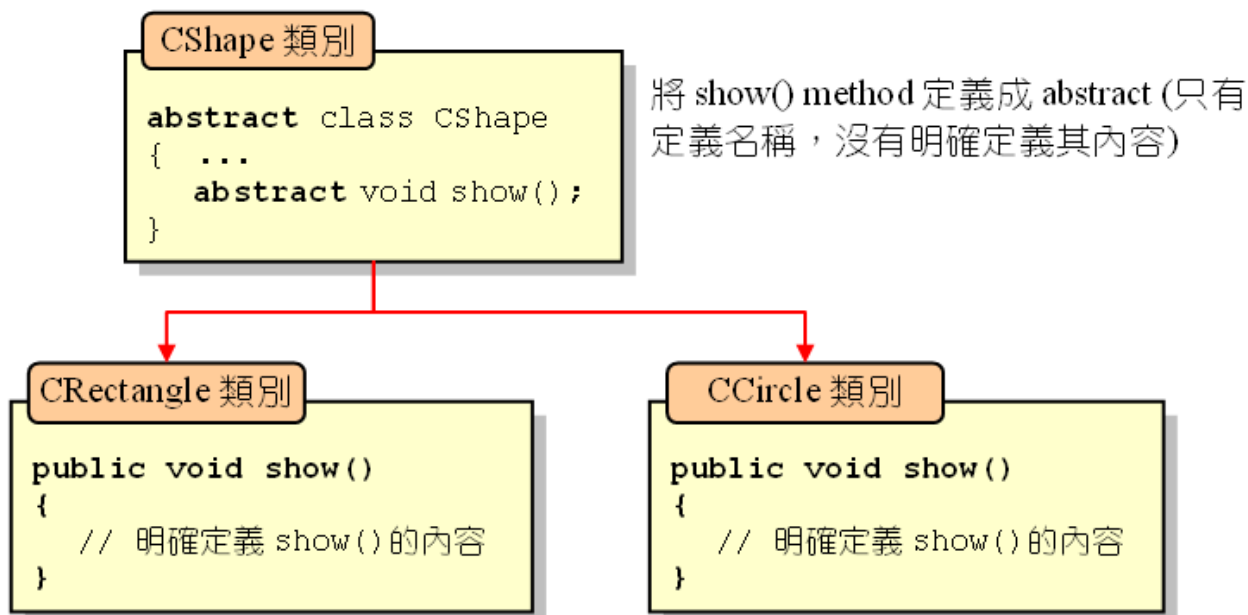 CShape 類別
abstract class CShape
{ ...
abstract void show();
}
將 show() method 定義成 abstract (只有
定義名稱，沒有明確定義其內容)
CRectangle 類別
public void show()
{
// 明確定義 show()的內容
}
CCircle 類別
public void show()
{
// 明確定義 show()的內容
}